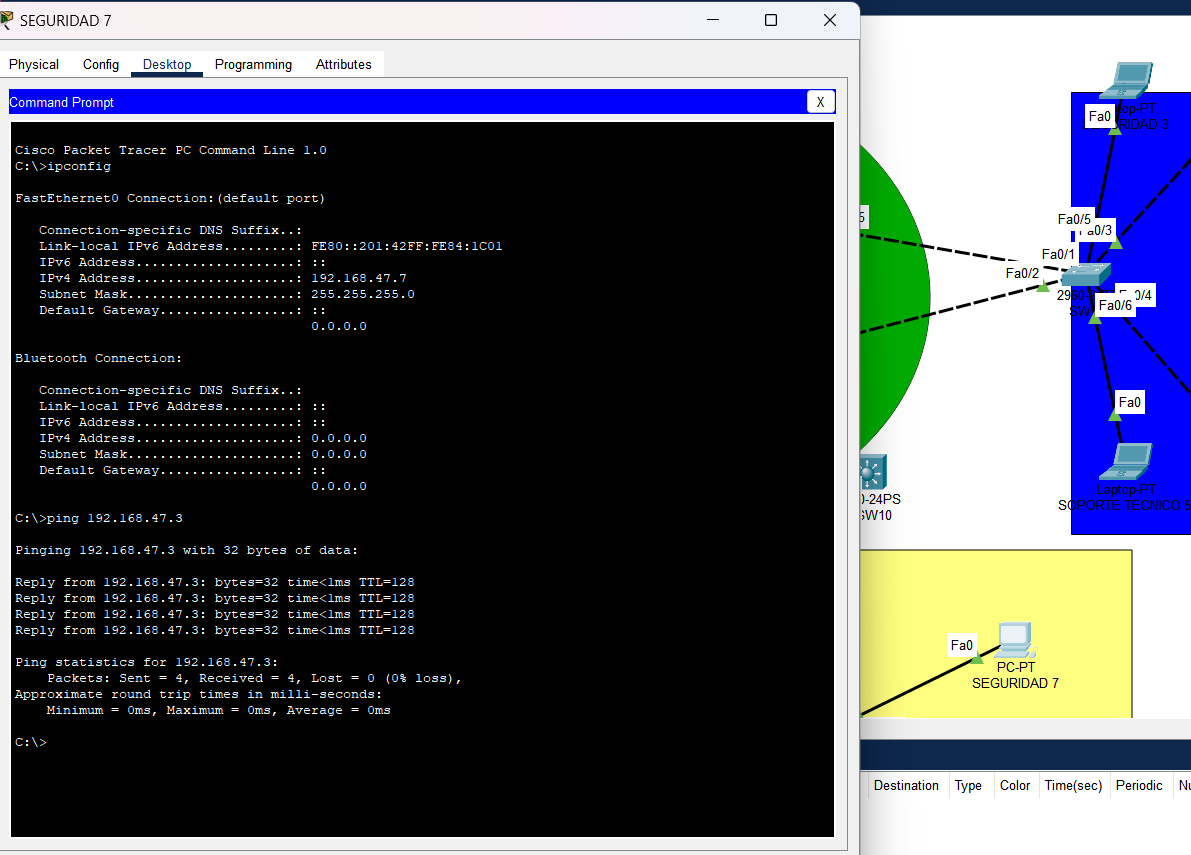 SEGURIDAD 7
Physical Config Desktop Programming Attributes
Command Prompt
X
Cisco Packet Tracer PC Command Line 1.0
C:\>ipconfig
FastEthernet0 Connection:(default port)
Connection-specific DNS Suffix..:
Link-local IPv6 Address.........: FE80::201:42FF:FE84:1C01
IPv6 Address....................: ::
IPv4 Address....................: 192.168.47.7
Subnet Mask.....................: 255.255.255.0
Default Gateway.................: ::
0.0.0.0
Bluetooth Connection:
Connection-specific DNS Suffix..:
Link-local IPv6 Address.........: ::
IPv6 Address....................: ::
IPv4 Address....................: 0.0.0.0
Subnet Mask.....................: 0.0.0.0
Default Gateway.................: ::
0.0.0.0
C:\>ping 192.168.47.3
Pinging 192.168.47.3 with 32 bytes of data:
Reply from 192.168.47.3: bytes=32 time<1ms TTL=128
Reply from 192.168.47.3: bytes=32 time<1ms TTL=128
Reply from 192.168.47.3: bytes=32 time<1ms TTL=128
Reply from 192.168.47.3: bytes=32 time<1ms TTL=128
Ping statistics for 192.168.47.3:
Packets: Sent = 4, Received = 4, Lost = 0 (0% loss),
Approximate round trip times in milli-seconds:
Minimum = 0ms, Maximum = 0ms, Average = 0ms
C:\>
Fa0
top-PT
RIDAD 3
5
Fa0/5
a0/3
Fa0/1
Fa0/2
0/4
2960-
Fa0/6
SW
Fa0
Laptop-PT
SOPORTE TECNICO 5
0-24PS
SW10
Fa0
PC-PT
SEGURIDAD 7
Destination Type Color Time(sec) Periodic Nu